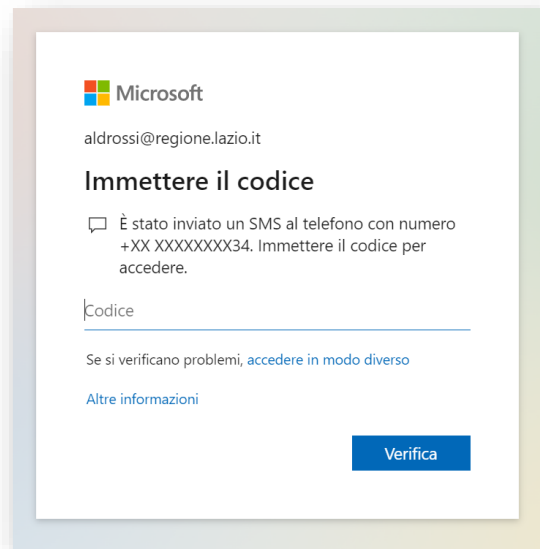 Microsoft
aldrossi@regione.lazio.it
Immettere il codice
È stato inviato un SMS al telefono con numero
+XX XXXXXXXX34. Immettere il codice per
accedere.
Codice
Se si verificano problemi, accedere in modo diverso
Altre informazioni
Verifica